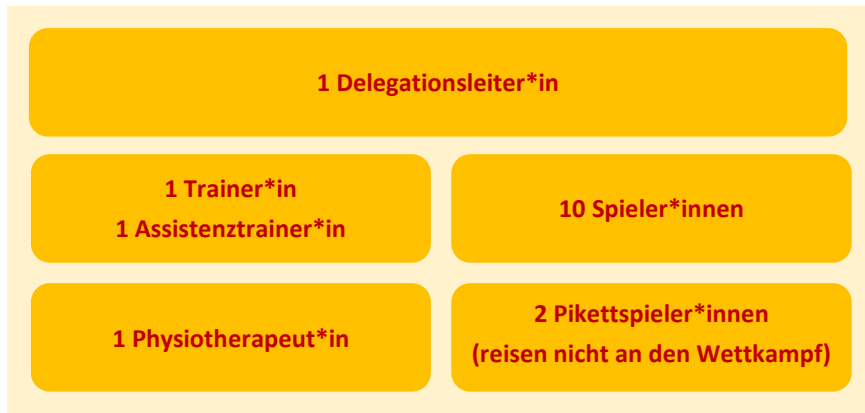 1 Delegationsleiter*in
1 Trainer*in
1 Assistenztrainer*in
10 Spieler*innen
1 Physiotherapeut*in
2 Pikettspieler*innen
(reisen nicht an den Wettkampf)